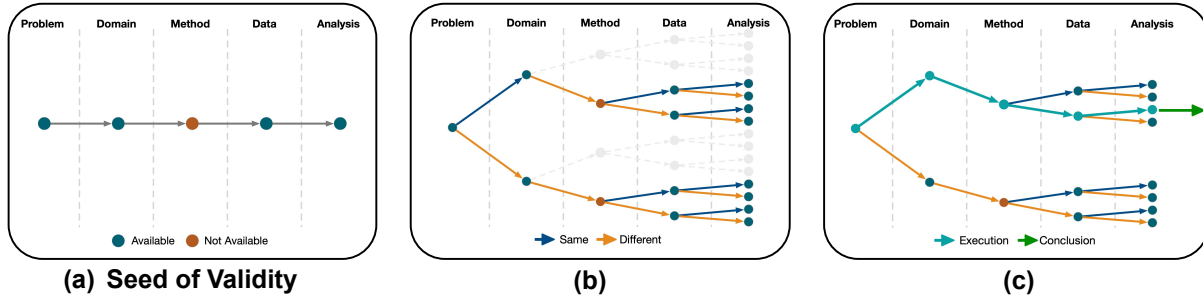 Problem Domain Method Data Analysis
Available Not Available
(a) Seed of Validity
Problem Domain Method Data Analysis
Same Different
(b)
Problem Domain Method Data Analysis
Execution Conclusion
(c)